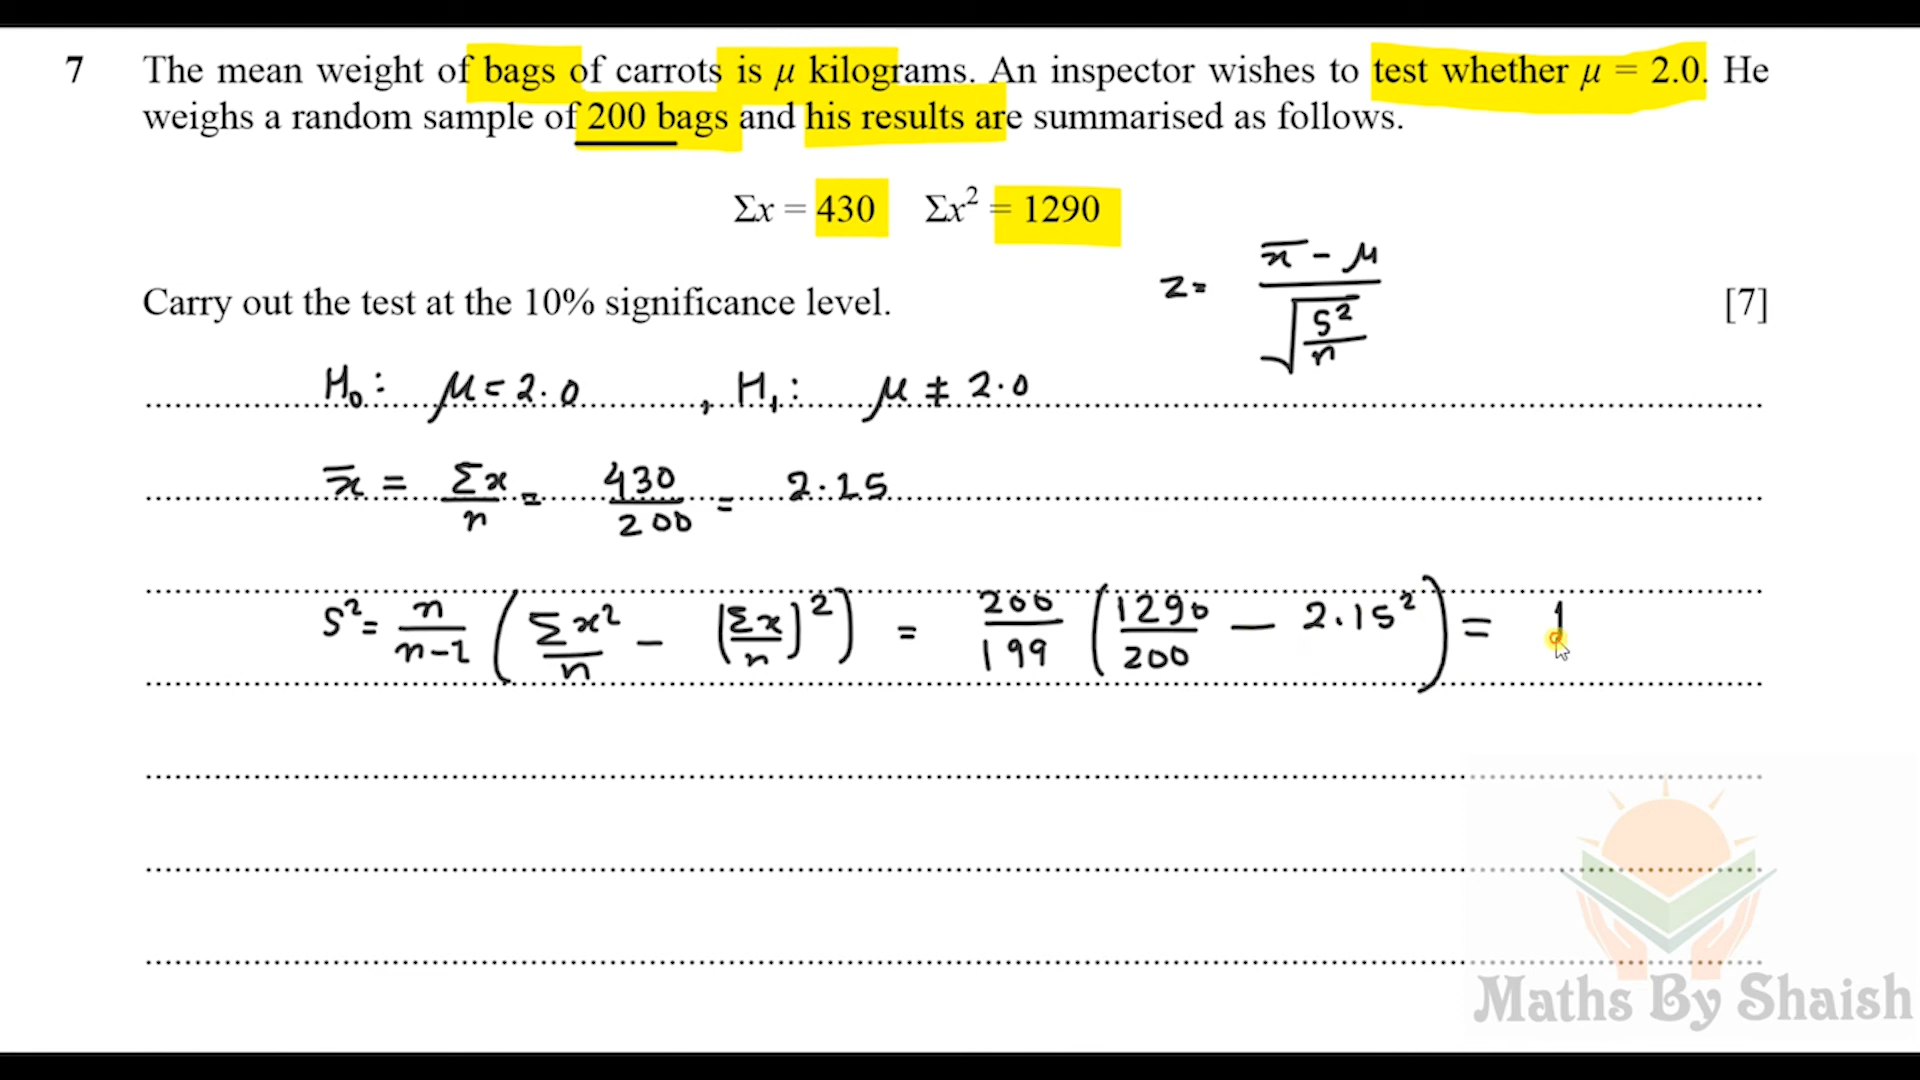 7 The mean weight of bags of carrots is μ kilograms. An inspector wishes to test whether μ = 2.0. He
weighs a random sample of 200 bags and his results are summarised as follows.
Σx = 430 Σx² = 1290
z = (x̄ - μ) / √(s²/n)
Carry out the test at the 10% significance level. [7]
H₀: μ = 2.0 , H₁: μ ≠ 2.0
x̄ = Σx/n = 430/200 = 2.15
S² = n/(n-1) (Σx²/n - (Σx/n)²) = 200/199 (1290/200 - 2.15²) = 1
Maths By Shaish